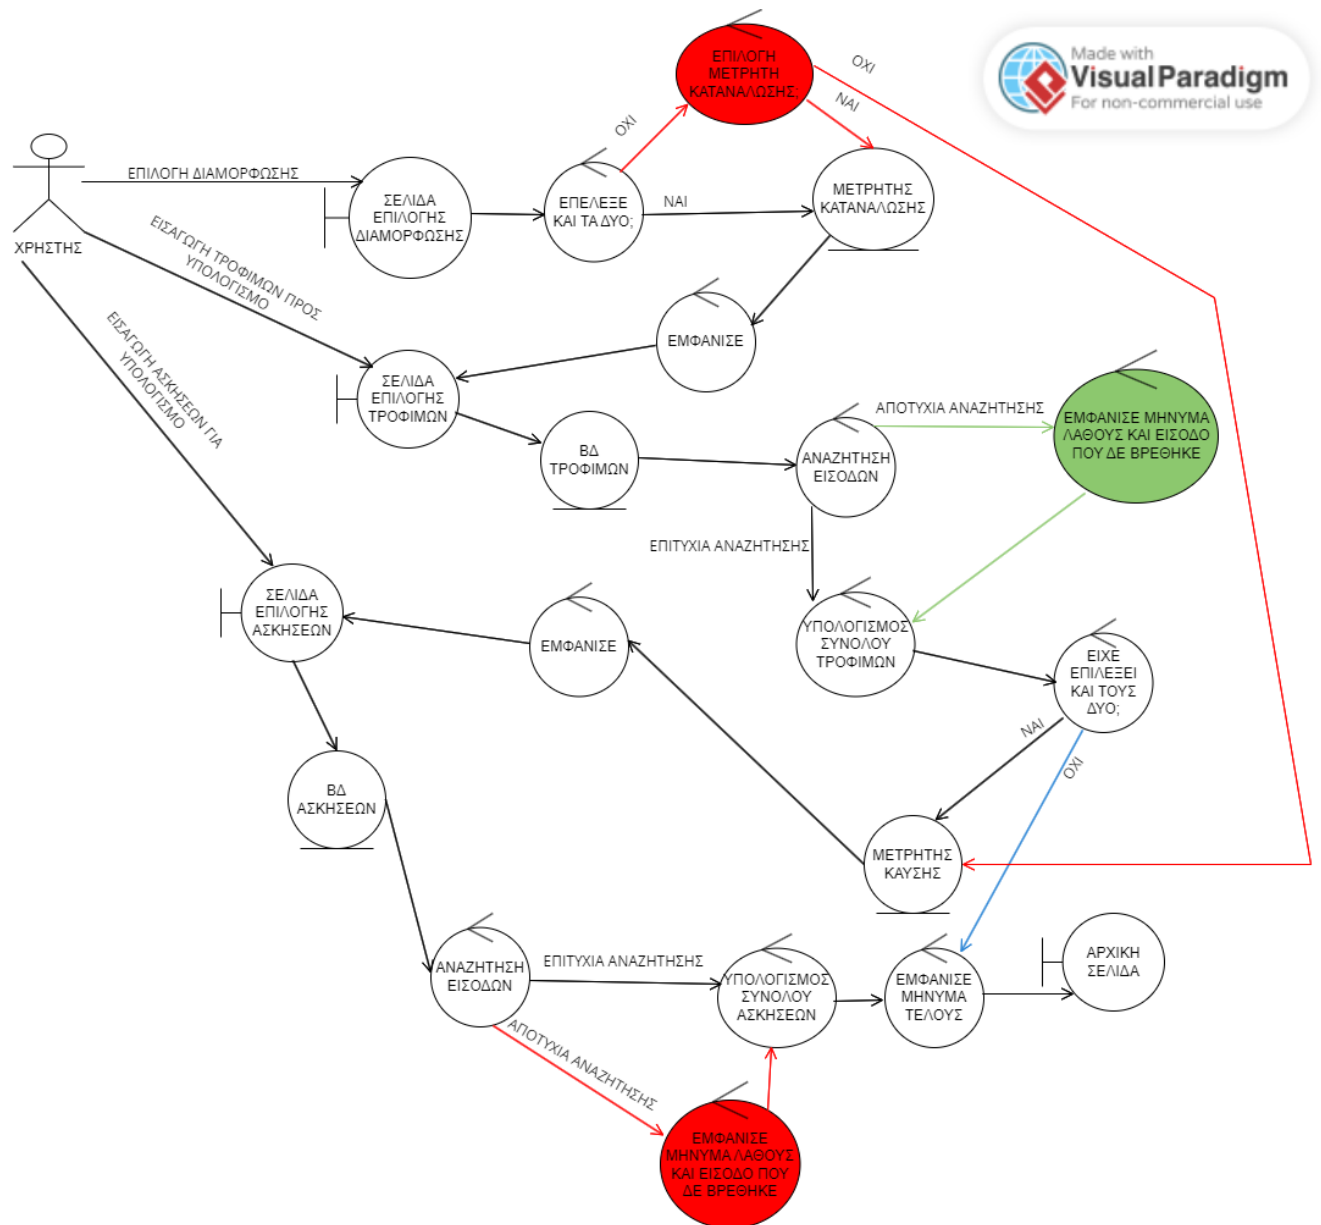 Made with
Visual Paradigm
For non-commercial use
ΕΠΙΛΟΓΗ
ΜΕΤΡΗΤΗ
ΚΑΤΑΝΑΛΩΣΗΣ;
ΟΧΙ
ΝΑΙ
ΟΧΙ
ΧΡΗΣΤΗΣ
ΕΠΙΛΟΓΗ ΔΙΑΜΟΡΦΩΣΗΣ
ΣΕΛΙΔΑ
ΕΠΙΛΟΓΗΣ
ΔΙΑΜΟΡΦΩΣΗΣ
ΕΠΕΛΕΞΕ
ΚΑΙ ΤΑ ΔΥΟ;
ΝΑΙ
ΜΕΤΡΗΤΗΣ
ΚΑΤΑΝΑΛΩΣΗΣ
ΕΙΣΑΓΩΓΗ ΤΡΟΦΙΜΩΝ ΠΡΟΣ
ΥΠΟΛΟΓΙΣΜΟ
ΕΜΦΑΝΙΣΕ
ΕΙΣΑΓΩΓΗ ΑΣΚΗΣΕΩΝ ΓΙΑ
ΥΠΟΛΟΓΙΣΜΟ
ΣΕΛΙΔΑ
ΕΠΙΛΟΓΗΣ
ΤΡΟΦΙΜΩΝ
ΒΔ
ΤΡΟΦΙΜΩΝ
ΑΝΑΖΗΤΗΣΗ
ΕΙΣΟΔΩΝ
ΑΠΟΤΥΧΙΑ ΑΝΑΖΗΤΗΣΗΣ
ΕΜΦΑΝΙΣΕ ΜΗΝΥΜΑ
ΛΑΘΟΥΣ ΚΑΙ ΕΙΣΟΔΟ
ΠΟΥ ΔΕ ΒΡΕΘΗΚΕ
ΕΠΙΤΥΧΙΑ ΑΝΑΖΗΤΗΣΗΣ
ΣΕΛΙΔΑ
ΕΠΙΛΟΓΗΣ
ΑΣΚΗΣΕΩΝ
ΕΜΦΑΝΙΣΕ
ΥΠΟΛΟΓΙΣΜΟΣ
ΣΥΝΟΛΟΥ
ΤΡΟΦΙΜΩΝ
ΕΙΧΕ
ΕΠΙΛΕΞΕΙ
ΚΑΙ ΤΟΥΣ
ΔΥΟ;
ΝΑΙ
ΟΧΙ
ΒΔ
ΑΣΚΗΣΕΩΝ
ΜΕΤΡΗΤΗΣ
ΚΑΥΣΗΣ
ΑΝΑΖΗΤΗΣΗ
ΕΙΣΟΔΩΝ
ΕΠΙΤΥΧΙΑ ΑΝΑΖΗΤΗΣΗΣ
ΥΠΟΛΟΓΙΣΜΟΣ
ΣΥΝΟΛΟΥ
ΑΣΚΗΣΕΩΝ
ΕΜΦΑΝΙΣΕ
ΜΗΝΥΜΑ
ΤΕΛΟΥΣ
ΑΡΧΙΚΗ
ΣΕΛΙΔΑ
ΑΠΟΤΥΧΙΑ ΑΝΑΖΗΤΗΣΗΣ
ΕΜΦΑΝΙΣΕ
ΜΗΝΥΜΑ ΛΑΘΟΥΣ
ΚΑΙ ΕΙΣΟΔΟ ΠΟΥ
ΔΕ ΒΡΕΘΗΚΕ